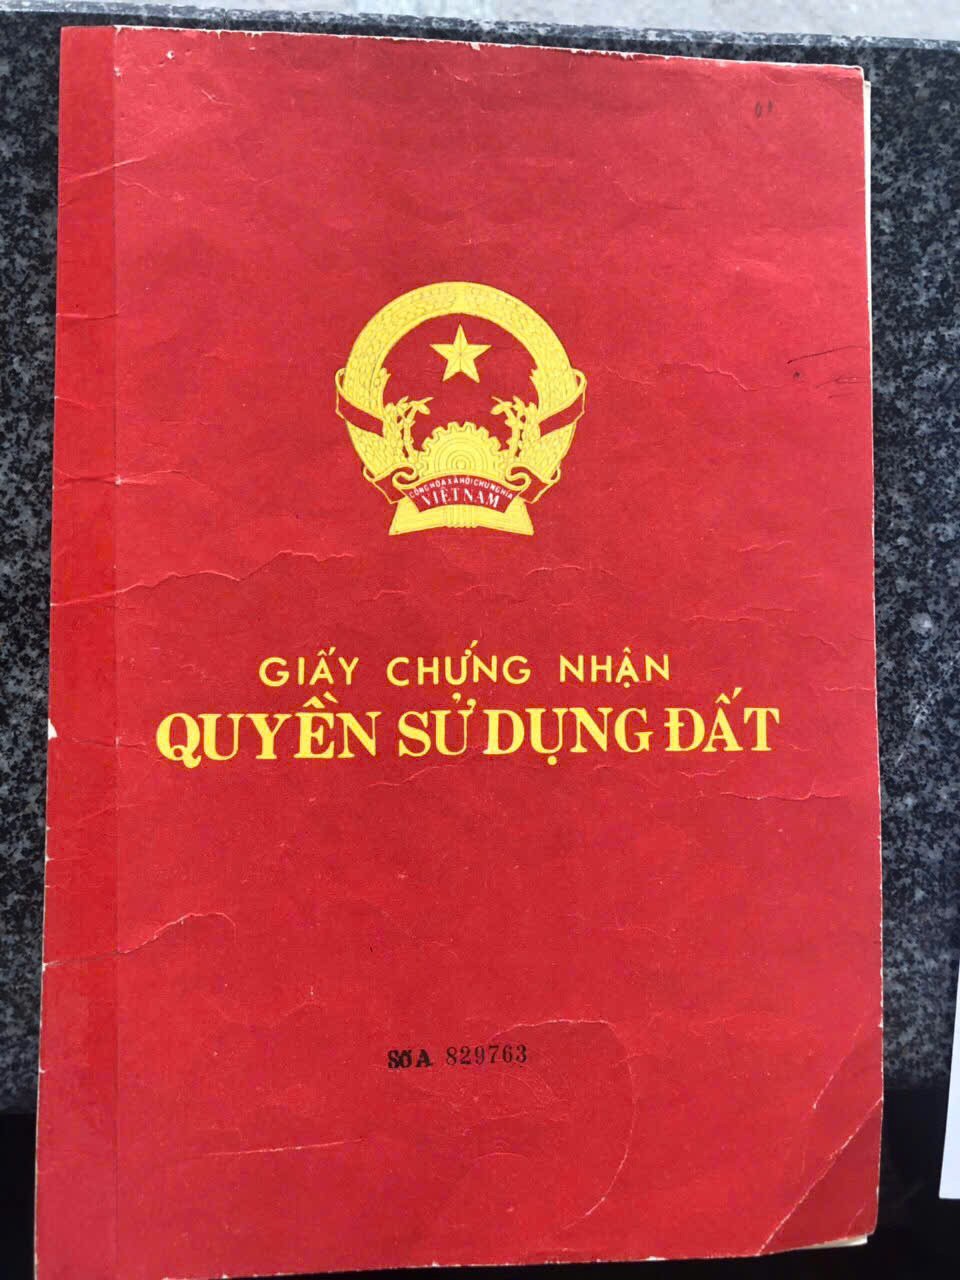 CỘNG HÒA XÃ HỘI CHỦ NGHĨA
VIỆT NAM
GIẤY CHỨNG NHẬN
QUYỀN SỬ DỤNG ĐẤT
Số A 829763